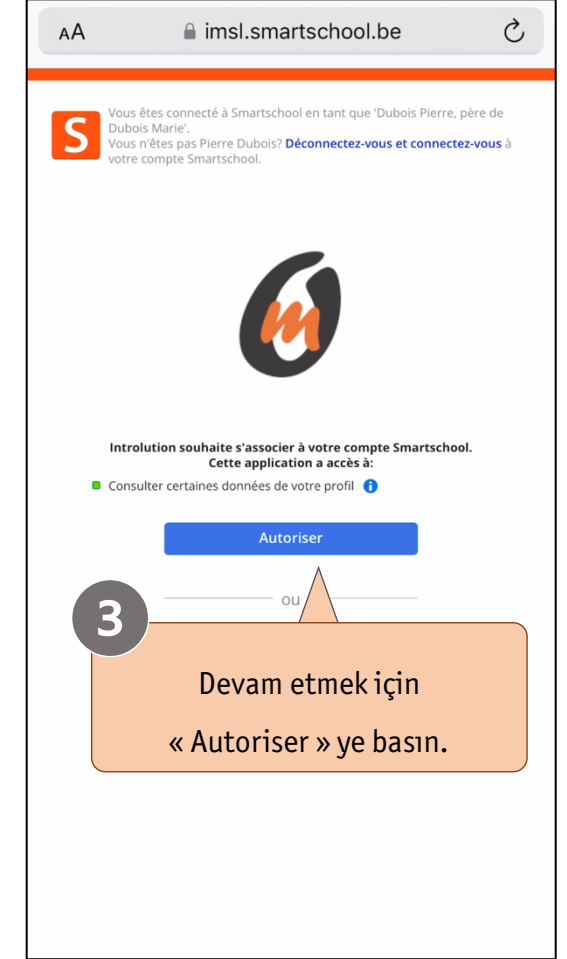 AA imsl.smartschool.be
S
Vous êtes connecté à Smartschool en tant que 'Dubois Pierre, père de
Dubois Marie'.
Vous n'êtes pas Pierre Dubois? Déconnectez-vous et connectez-vous à
votre compte Smartschool.
m
Introlution souhaite s'associer à votre compte Smartschool.
Cette application a accès à:
Consulter certaines données de votre profil i
Autoriser
ou
3
Devam etmek için
« Autoriser » ye basın.